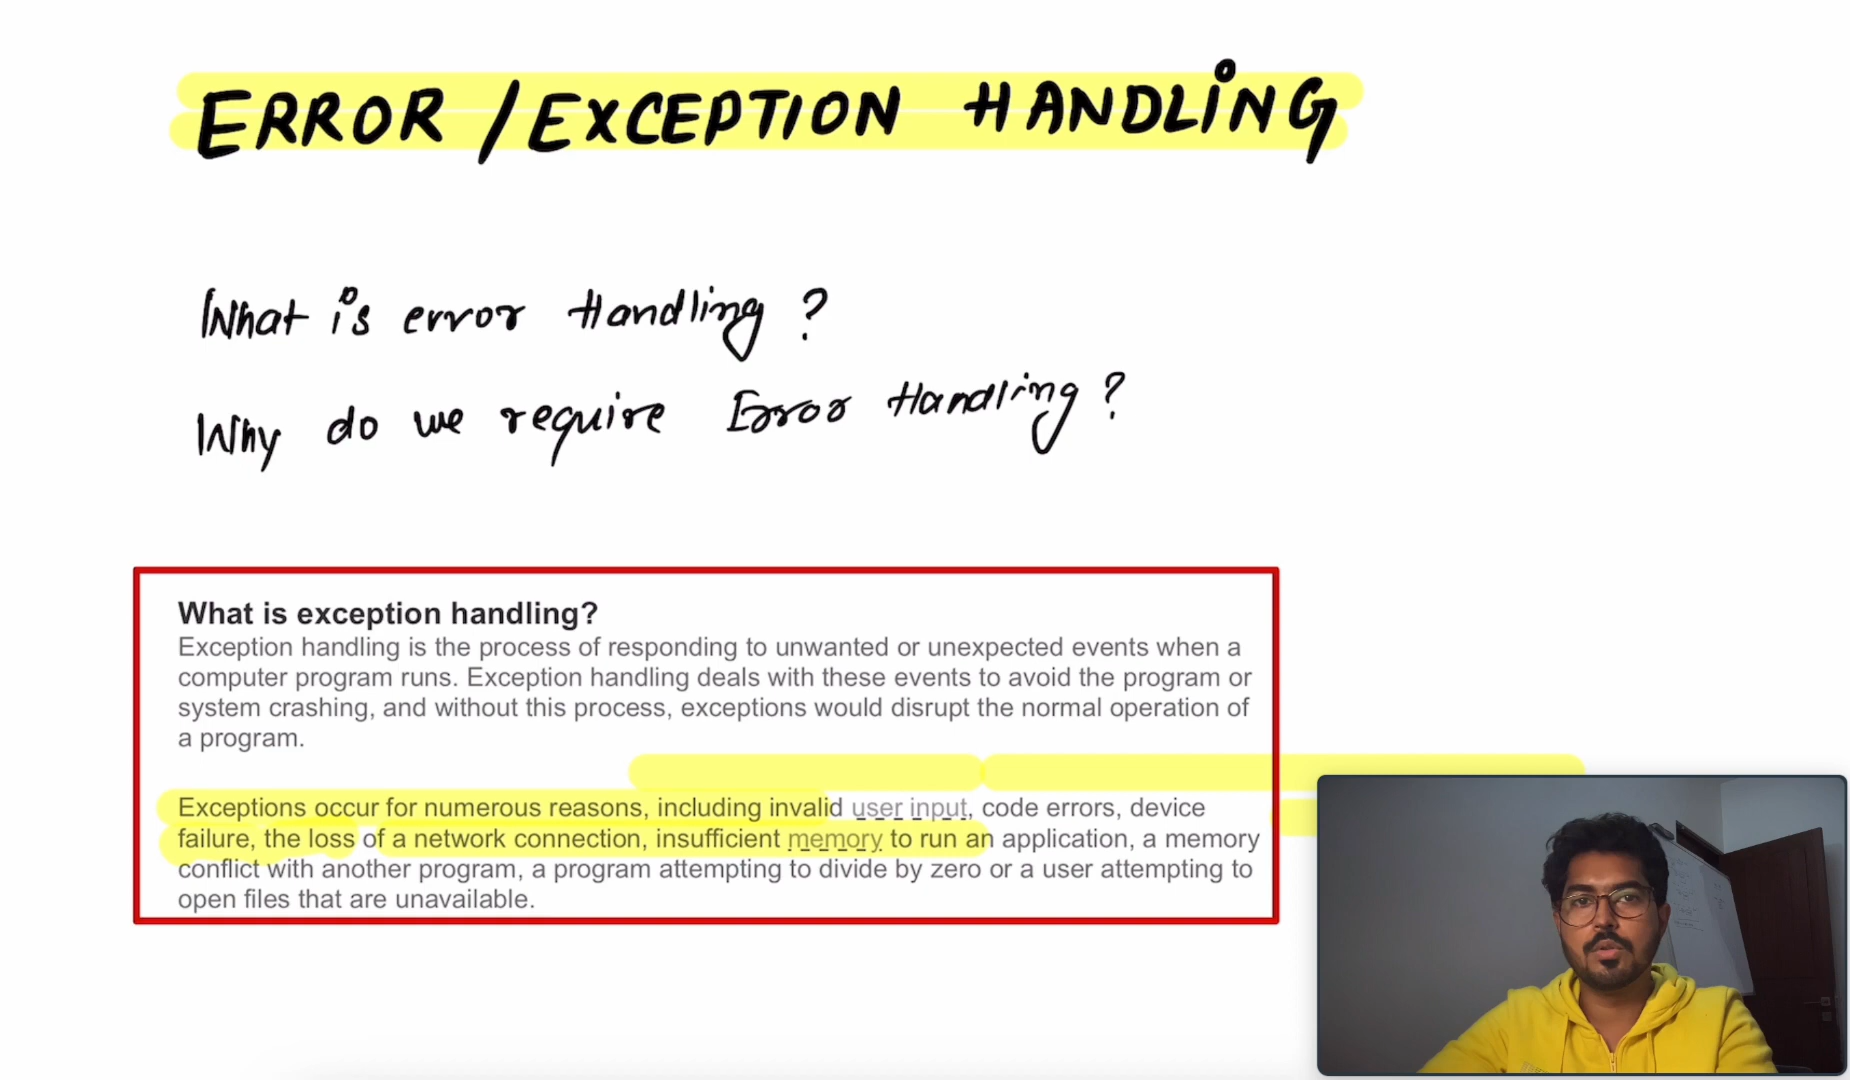 ERROR / EXCEPTION HANDLING
What is error Handling ?
Why do we require Error Handling ?
What is exception handling?
Exception handling is the process of responding to unwanted or unexpected events when a
computer program runs. Exception handling deals with these events to avoid the program or
system crashing, and without this process, exceptions would disrupt the normal operation of
a program.
Exceptions occur for numerous reasons, including invalid user input, code errors, device
failure, the loss of a network connection, insufficient memory to run an application, a memory
conflict with another program, a program attempting to divide by zero or a user attempting to
open files that are unavailable.